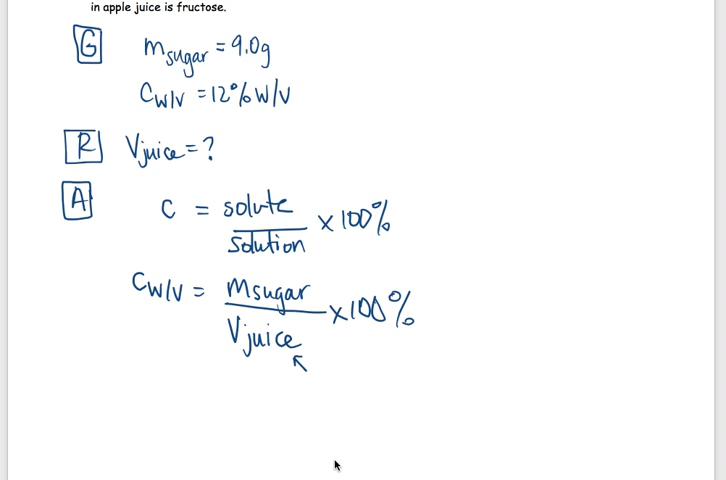 in apple juice is fructose.
G msugar = 9.0g
Cw/v = 12% W/V
R Vjuice = ?
A C = solute / solution × 100%
Cw/v = msugar / Vjuice × 100%